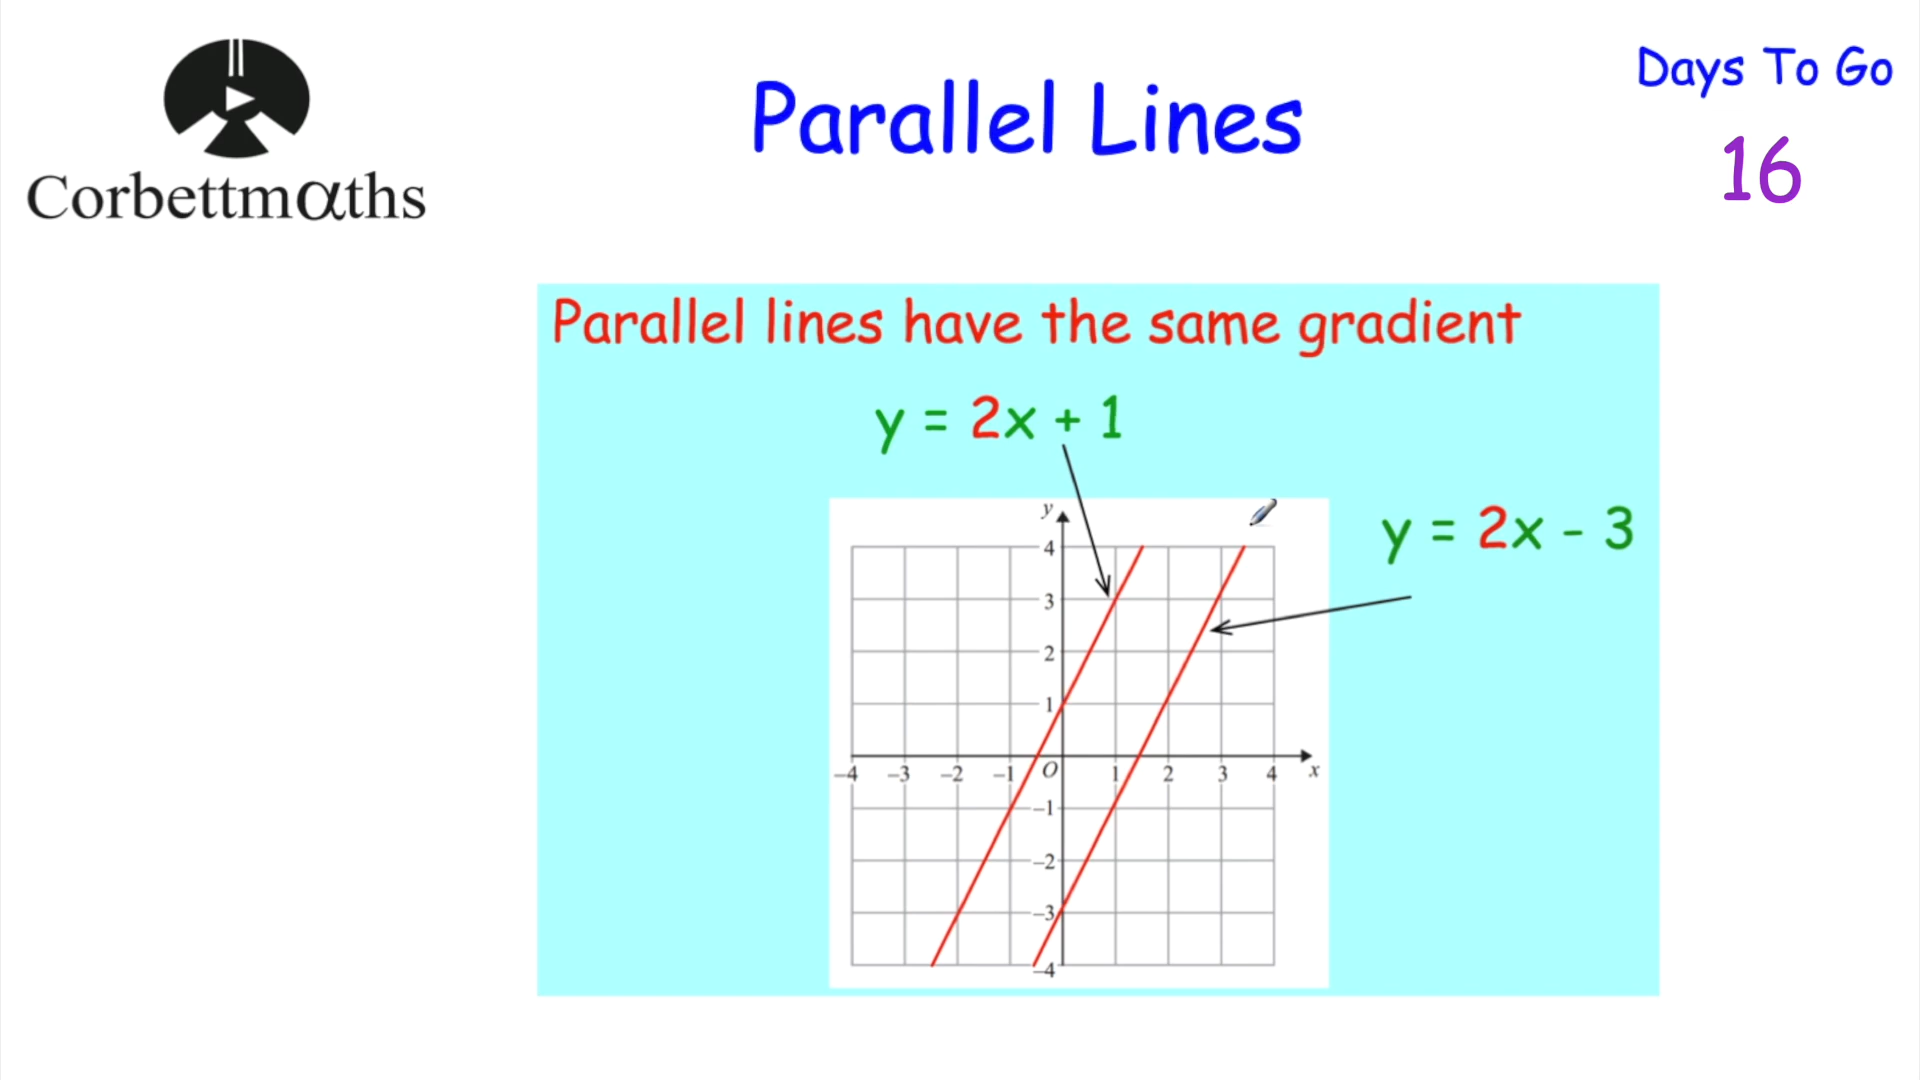 Corbettmαths
Parallel Lines
Days To Go
16
Parallel lines have the same gradient
y = 2x + 1
y = 2x - 3
y
4
3
2
1
–4 –3 –2 –1 O 1 2 3 4 x
–1
–2
–3
–4